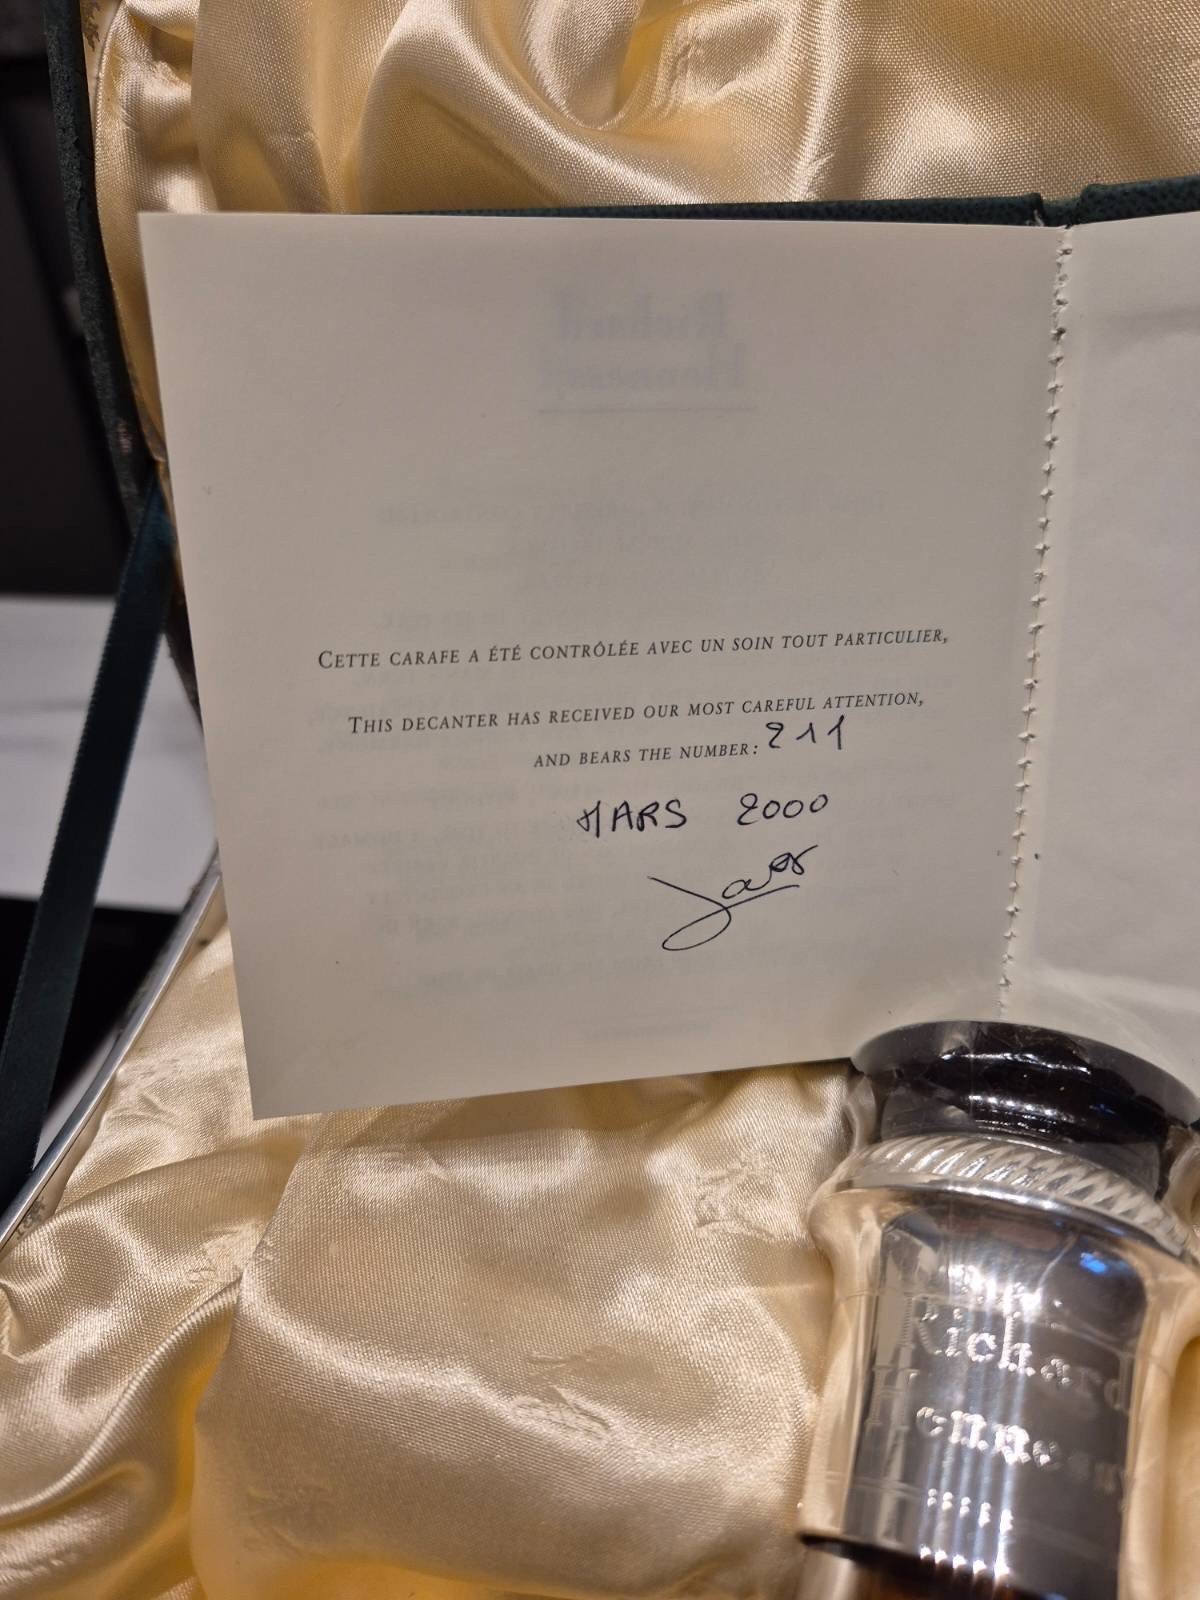 CETTE CARAFE A ÉTÉ CONTRÔLÉE AVEC UN SOIN TOUT PARTICULIER,
THIS DECANTER HAS RECEIVED OUR MOST CAREFUL ATTENTION,
AND BEARS THE NUMBER: 211
MARS 2000
Richard
Hennessy